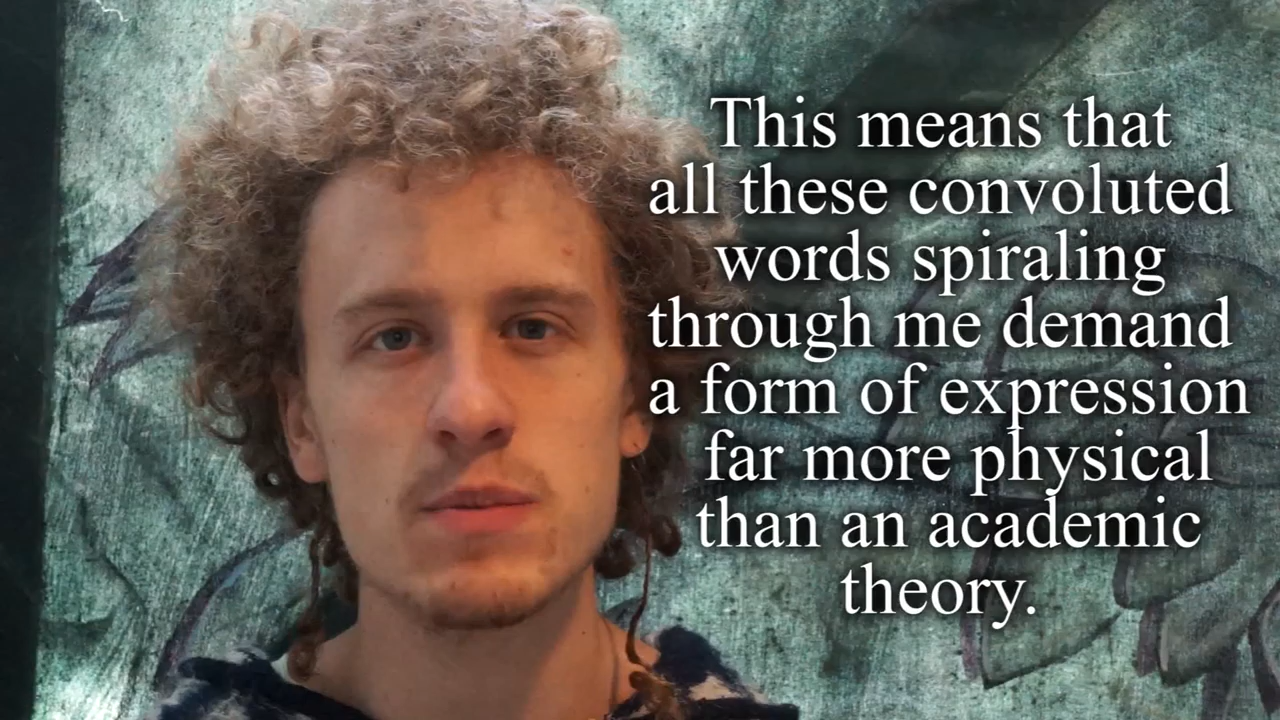 This means that
all these convoluted
words spiraling
through me demand
a form of expression
far more physical
than an academic
theory.